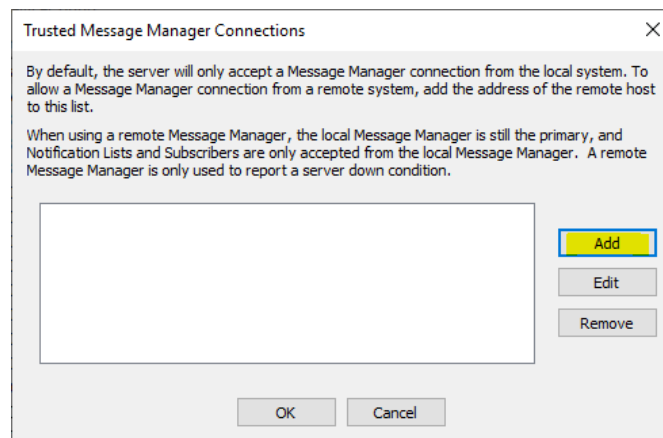 Trusted Message Manager Connections
By default, the server will only accept a Message Manager connection from the local system. To
allow a Message Manager connection from a remote system, add the address of the remote host
to this list.
When using a remote Message Manager, the local Message Manager is still the primary, and
Notification Lists and Subscribers are only accepted from the local Message Manager. A remote
Message Manager is only used to report a server down condition.
Add
Edit
Remove
OK
Cancel